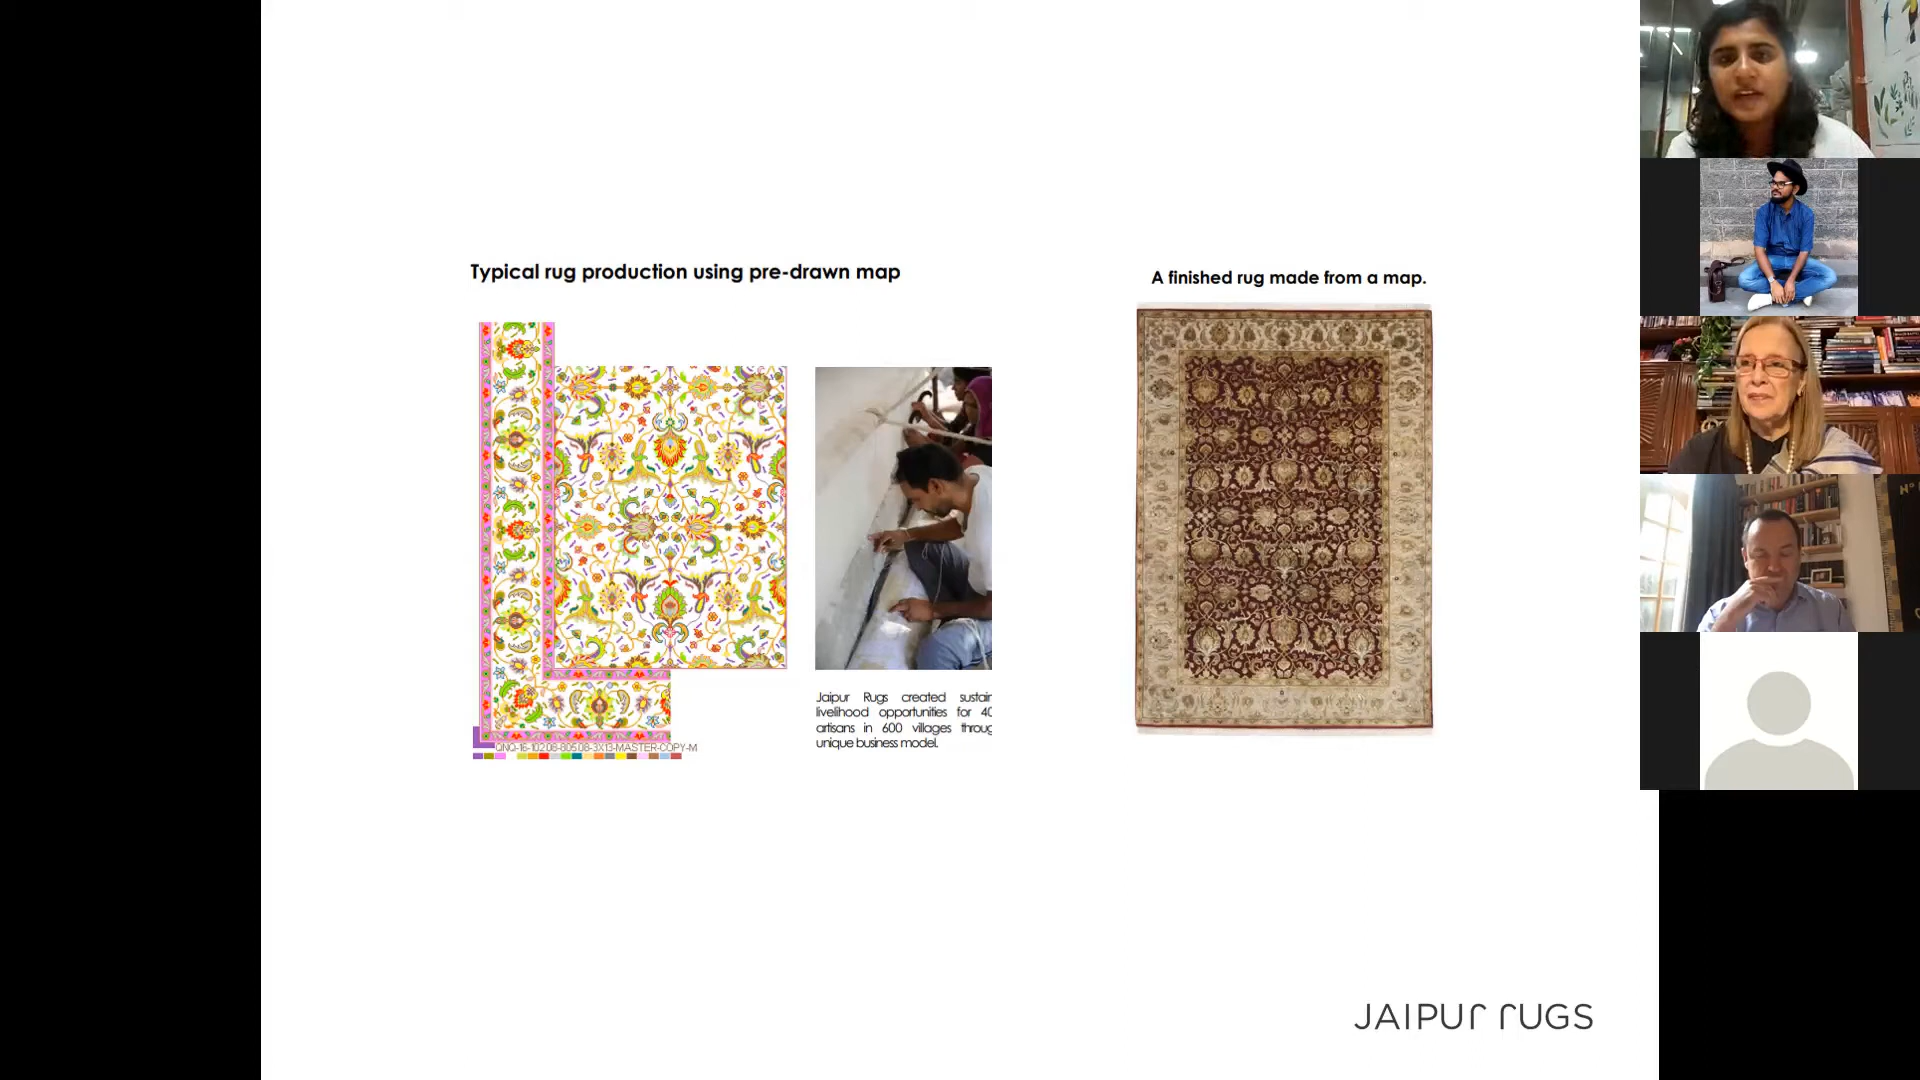 Typical rug production using pre-drawn map
A finished rug made from a map.
Jaipur Rugs created sustain
livelihood opportunities for 40
artisans in 600 villages throug
unique business model.
QNQ-16-102.08-805.08-3X13-MASTER-COPY-M
JAIPUR RUGS